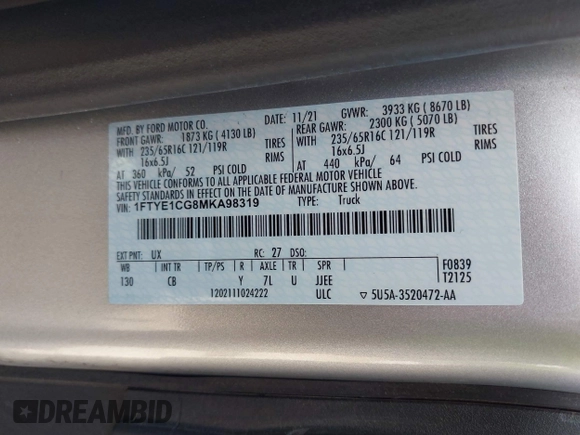 MFD. BY FORD MOTOR CO.
11/21 GVWR: 3933 KG ( 8670 LB)
FRONT GAWR: 1873 KG ( 4130 LB) REAR GAWR: 2300 KG ( 5070 LB)
WITH 235/65R16C 121/119R TIRES WITH 235/65R16C 121/119R TIRES
16x6.5J RIMS 16x6.5J RIMS
AT 360 kPa/ 52 PSI COLD AT 440 kPa/ 64 PSI COLD
THIS VEHICLE CONFORMS TO ALL APPLICABLE FEDERAL MOTOR VEHICLE
SAFETY STANDARDS IN EFFECT ON THE DATE OF MANUFACTURE SHOWN ABOVE.
VIN: 1FTYE1CG8MKA98319 TYPE: Truck
EXT PNT: UX RC: 27 DSO:
WB INT TR TP/PS R AXLE TR SPR F0839
130 CB Y 7L U JJEE T2125
1202111024222 ULC ▽ 5U5A-3520472-AA
DREAMBID